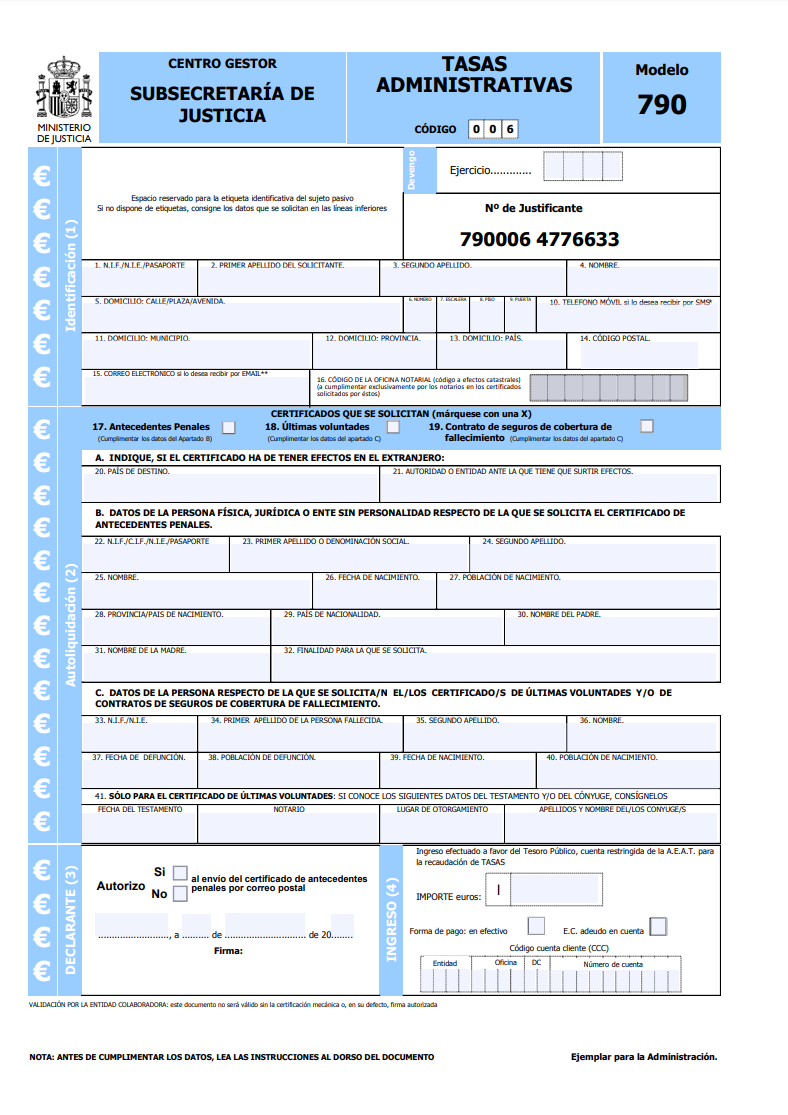 MINISTERIO
DE JUSTICIA
CENTRO GESTOR
SUBSECRETARÍA DE
JUSTICIA
TASAS
ADMINISTRATIVAS
CÓDIGO 0 0 6
Modelo
790
€
€
€
€
€
€
€
Identificación (1)
Espacio reservado para la etiqueta identificativa del sujeto pasivo
Si no dispone de etiquetas, consigne los datos que se solicitan en las líneas inferiores
Devengo
Ejercicio.............
Nº de Justificante
790006 4776633
1. N.I.F./N.I.E./PASAPORTE 2. PRIMER APELLIDO DEL SOLICITANTE. 3. SEGUNDO APELLIDO. 4. NOMBRE.
5. DOMICILIO: CALLE/PLAZA/AVENIDA. 6. NÚMERO 7. ESCALERA 8. PISO 9. PUERTA 10. TELEFONO MÓVIL si lo desea recibir por SMS*
11. DOMICILIO: MUNICIPIO. 12. DOMICILIO: PROVINCIA. 13. DOMICILIO: PAÍS. 14. CÓDIGO POSTAL.
15. CORREO ELECTRÓNICO si lo desea recibir por EMAIL**
16. CÓDIGO DE LA OFICINA NOTARIAL (código a efectos catastrales)
(a cumplimentar exclusivamente por los notarios en los certificados
solicitados por éstos)
€
€
€
€
€
€
€
€
€
€
€
€
€
Autoliquidación (2)
CERTIFICADOS QUE SE SOLICITAN (márquese con una X)
17. Antecedentes Penales
(Cumplimentar los datos del Apartado B)
18. Últimas voluntades
(Cumplimentar los datos del apartado C)
19. Contrato de seguros de cobertura de
fallecimiento (Cumplimentar los datos del apartado C)
A. INDIQUE, SI EL CERTIFICADO HA DE TENER EFECTOS EN EL EXTRANJERO:
20. PAÍS DE DESTINO. 21. AUTORIDAD O ENTIDAD ANTE LA QUE TIENE QUE SURTIR EFECTOS.
B. DATOS DE LA PERSONA FÍSICA, JURÍDICA O ENTE SIN PERSONALIDAD RESPECTO DE LA QUE SE SOLICITA EL CERTIFICADO DE
ANTECEDENTES PENALES.
22. N.I.F./C.I.F./N.I.E./PASAPORTE 23. PRIMER APELLIDO O DENOMINACIÓN SOCIAL. 24. SEGUNDO APELLIDO.
25. NOMBRE. 26. FECHA DE NACIMIENTO. 27. POBLACIÓN DE NACIMIENTO.
28. PROVINCIA/PAIS DE NACIMIENTO. 29. PAÍS DE NACIONALIDAD. 30. NOMBRE DEL PADRE.
31. NOMBRE DE LA MADRE. 32. FINALIDAD PARA LA QUE SE SOLICITA.
C. DATOS DE LA PERSONA RESPECTO DE LA QUE SE SOLICITA/N EL/LOS CERTIFICADO/S DE ÚLTIMAS VOLUNTADES Y/O DE
CONTRATOS DE SEGUROS DE COBERTURA DE FALLECIMIENTO.
33. N.I.F./N.I.E. 34. PRIMER APELLIDO DE LA PERSONA FALLECIDA. 35. SEGUNDO APELLIDO. 36. NOMBRE.
37. FECHA DE DEFUNCIÓN. 38. POBLACIÓN DE DEFUNCIÓN. 39. FECHA DE NACIMIENTO. 40. POBLACIÓN DE NACIMIENTO.
41. SÓLO PARA EL CERTIFICADO DE ÚLTIMAS VOLUNTADES: SI CONOCE LOS SIGUIENTES DATOS DEL TESTAMENTO Y/O DEL CÓNYUGE, CONSÍGNELOS
FECHA DEL TESTAMENTO NOTARIO LUGAR DE OTORGAMIENTO APELLIDOS Y NOMBRE DEL/LOS CONYUGE/S
€
€
€
€
DECLARANTE (3)
Autorizo
Si
No
al envío del certificado de antecedentes
penales por correo postal
........................, a ......... de ........................... de 20.......
Firma:
INGRESO (4)
Ingreso efectuado a favor del Tesoro Público, cuenta restringida de la A.E.A.T. para
la recaudación de TASAS
IMPORTE euros: I
Forma de pago: en efectivo E.C. adeudo en cuenta
Código cuenta cliente (CCC)
Entidad Oficina DC Número de cuenta
VALIDACIÓN POR LA ENTIDAD COLABORADORA: este documento no será válido sin la certificación mecánica o, en su defecto, firma autorizada
NOTA: ANTES DE CUMPLIMENTAR LOS DATOS, LEA LAS INSTRUCCIONES AL DORSO DEL DOCUMENTO
Ejemplar para la Administración.